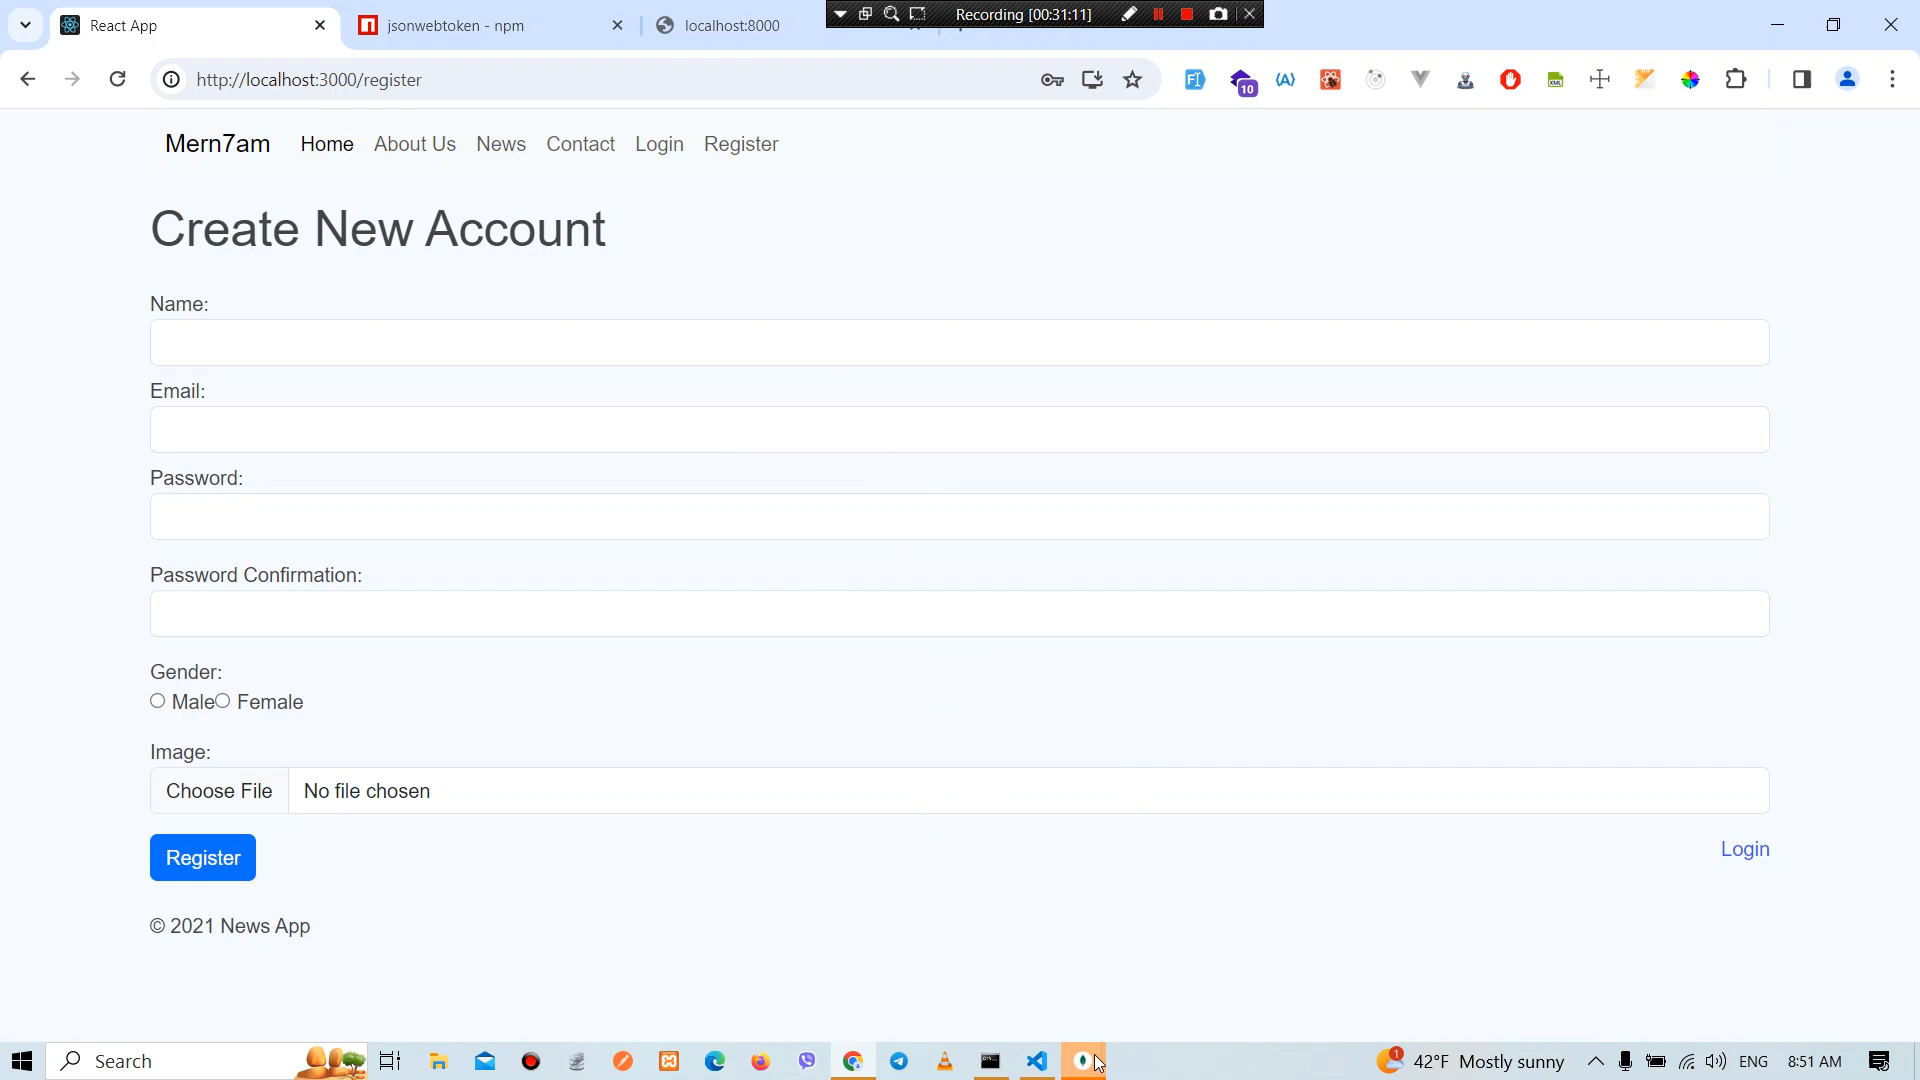 React App
jsonwebtoken - npm
localhost:8000
Recording [00:31:11]
http://localhost:3000/register
10
Mern7am
Home
About Us
News
Contact
Login
Register
Create New Account
Name:
Email:
Password:
Password Confirmation:
Gender:
Male
Female
Image:
Choose File
No file chosen
Register
Login
© 2021 News App
Search
1
42°F Mostly sunny
ENG
8:51 AM